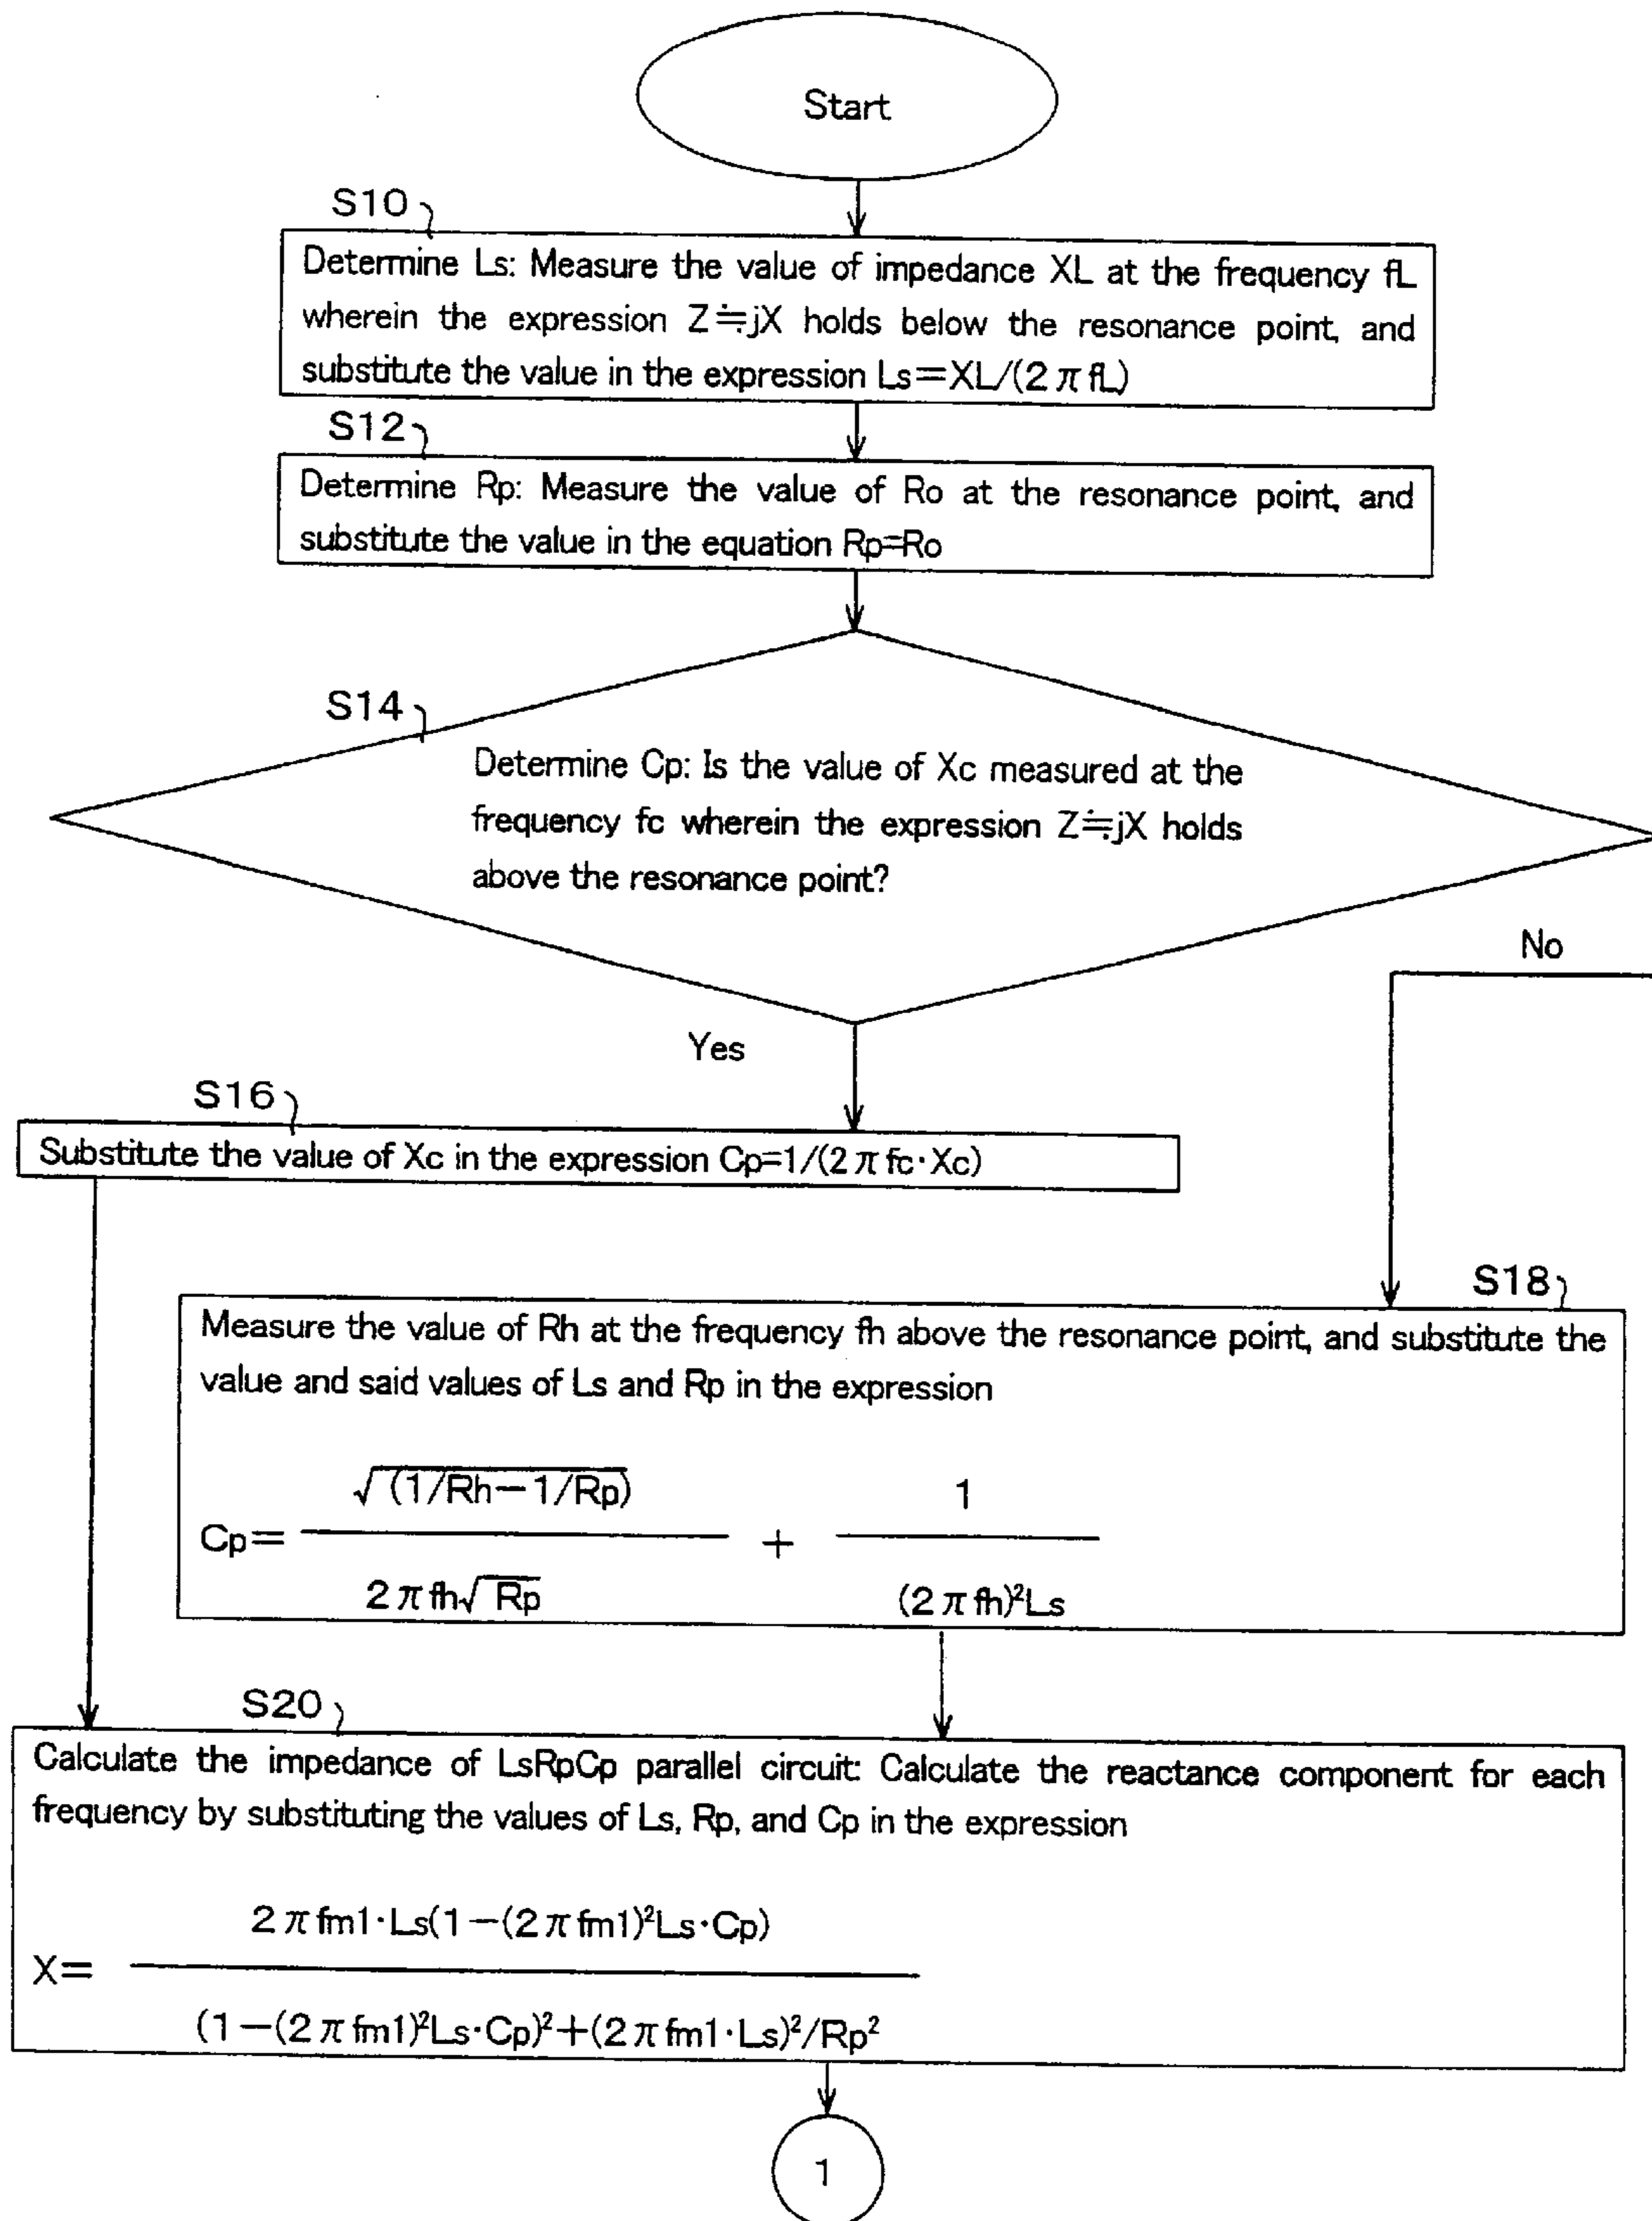 Start
S10
Determine Ls: Measure the value of impedance XL at the frequency fL
wherein the expression Z≒jX holds below the resonance point, and
substitute the value in the expression Ls=XL/(2πfL)
S12
Determine Rp: Measure the value of Ro at the resonance point, and
substitute the value in the equation Rp=Ro
S14
Determine Cp: Is the value of Xc measured at the
frequency fc wherein the expression Z≒jX holds
above the resonance point?
No
Yes
S16
Substitute the value of Xc in the expression Cp=1/(2πfc·Xc)
S18
Measure the value of Rh at the frequency fh above the resonance point, and substitute the
value and said values of Ls and Rp in the expression
√(1/Rh−1/Rp) 1
Cp= +
2πfh√Rp (2πfh)²Ls
S20
Calculate the impedance of LsRpCp parallel circuit: Calculate the reactance component for each
frequency by substituting the values of Ls, Rp, and Cp in the expression
2πfm1·Ls(1−(2πfm1)²Ls·Cp)
X=
(1−(2πfm1)²Ls·Cp)²+(2πfm1·Ls)²/Rp²
1